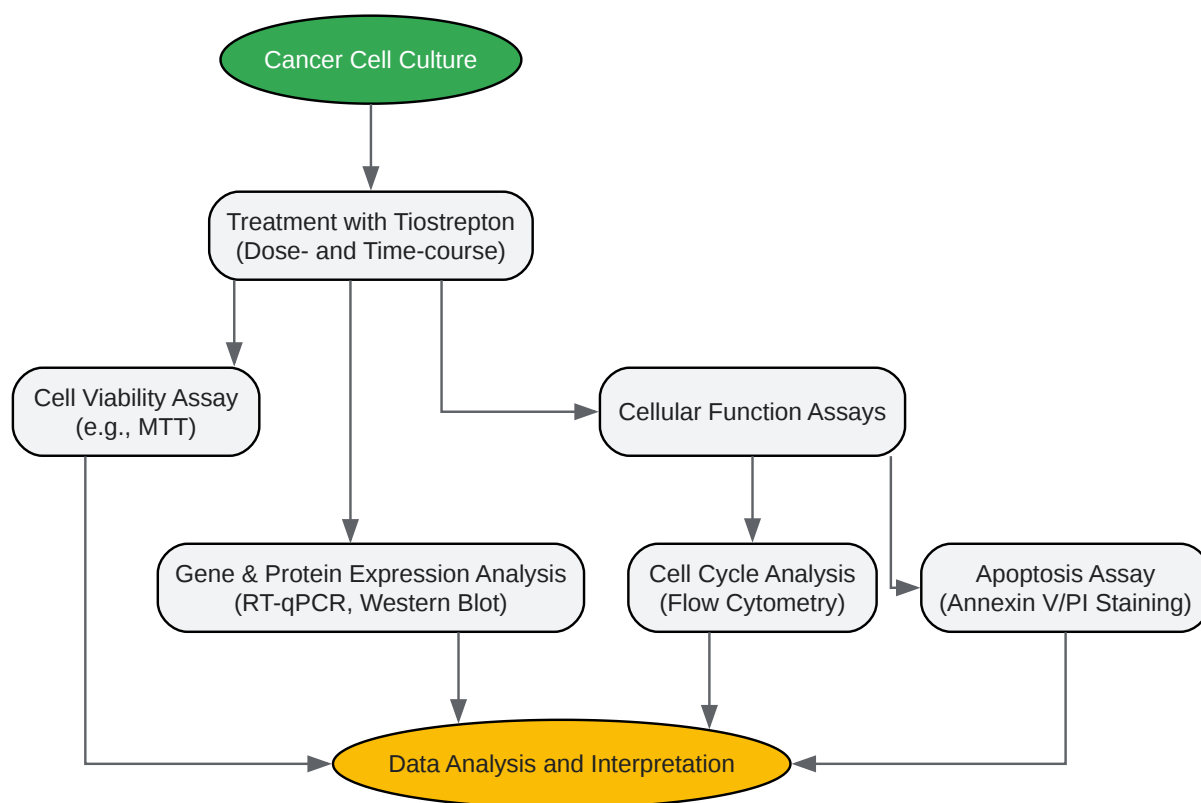 Cancer Cell Culture
Treatment with Tiostrepton
(Dose- and Time-course)
Cell Viability Assay
(e.g., MTT)
Cellular Function Assays
Gene & Protein Expression Analysis
(RT-qPCR, Western Blot)
Cell Cycle Analysis
(Flow Cytometry)
Apoptosis Assay
(Annexin V/PI Staining)
Data Analysis and Interpretation